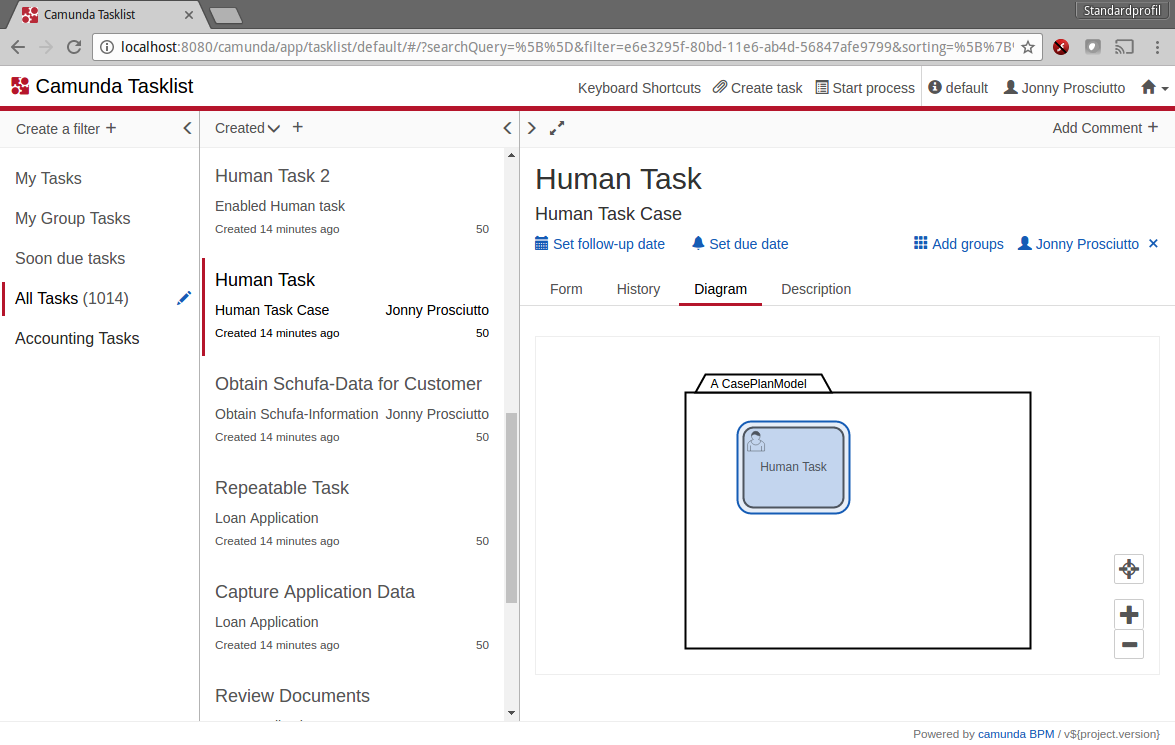 Camunda Tasklist
Standardprofil
localhost:8080/camunda/app/tasklist/default/#/?searchQuery=%5B%5D&filter=e6e3295f-80bd-11e6-ab4d-56847afe9799&sorting=%5B%7B
Camunda Tasklist
Keyboard Shortcuts Create task Start process default Jonny Prosciutto
Create a filter +
My Tasks
My Group Tasks
Soon due tasks
All Tasks (1014)
Accounting Tasks
Created +
Human Task 2
Enabled Human task
Created 14 minutes ago 50
Human Task
Human Task Case Jonny Prosciutto
Created 14 minutes ago 50
Obtain Schufa-Data for Customer
Obtain Schufa-Information Jonny Prosciutto
Created 14 minutes ago 50
Repeatable Task
Loan Application
Created 14 minutes ago 50
Capture Application Data
Loan Application
Created 14 minutes ago 50
Review Documents
Add Comment +
Human Task
Human Task Case
Set follow-up date Set due date Add groups Jonny Prosciutto ×
Form History Diagram Description
A CasePlanModel
Human Task
Powered by camunda BPM / v${project.version}